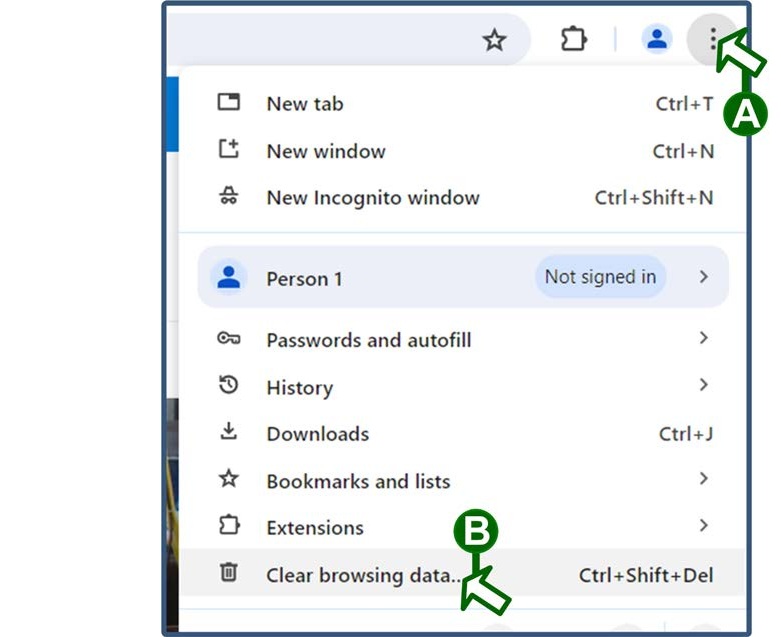 A
New tab Ctrl+T
New window Ctrl+N
New Incognito window Ctrl+Shift+N
Person 1 Not signed in
Passwords and autofill
History
Downloads Ctrl+J
Bookmarks and lists
Extensions
B
Clear browsing data... Ctrl+Shift+Del